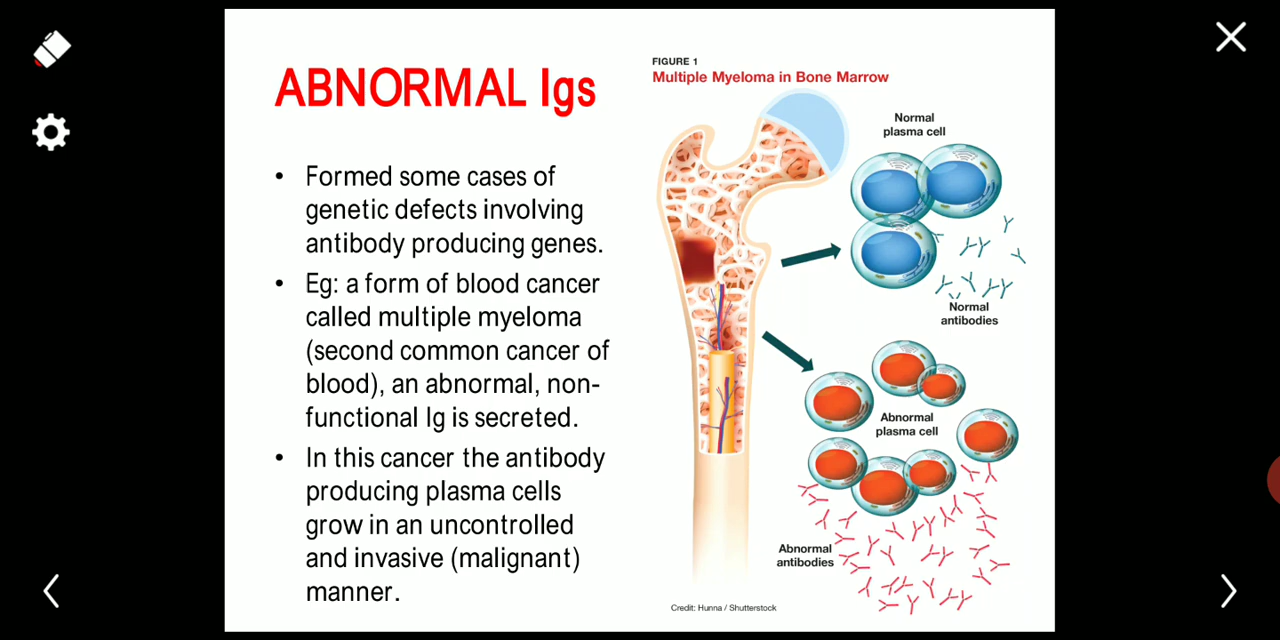 ABNORMAL Igs
• Formed some cases of
genetic defects involving
antibody producing genes.
• Eg: a form of blood cancer
called multiple myeloma
(second common cancer of
blood), an abnormal, non-
functional Ig is secreted.
• In this cancer the antibody
producing plasma cells
grow in an uncontrolled
and invasive (malignant)
manner.
FIGURE 1
Multiple Myeloma in Bone Marrow
Normal
plasma cell
Normal
antibodies
Abnormal
plasma cell
Abnormal
antibodies
Credit: Hunna / Shutterstock